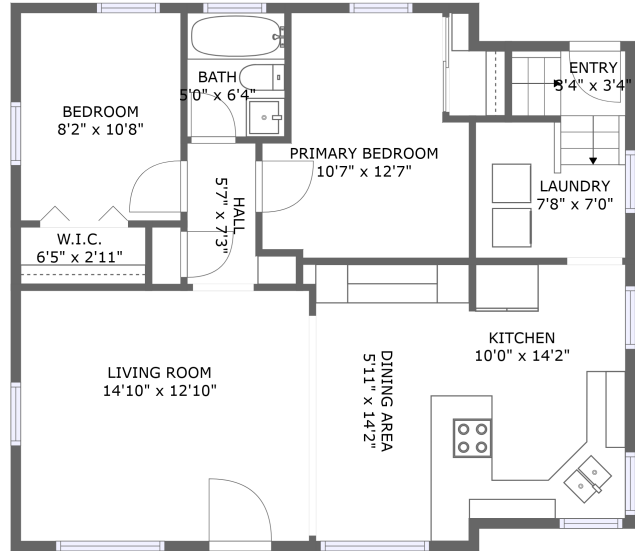 BATH
5'0" x 6'4"
ENTRY
3'4" x 3'4"
BEDROOM
8'2" x 10'8"
PRIMARY BEDROOM
10'7" x 12'7"
LAUNDRY
7'8" x 7'0"
HALL
5'7" x 7'3"
W.I.C.
6'5" x 2'11"
KITCHEN
10'0" x 14'2"
LIVING ROOM
14'10" x 12'10"
DINING AREA
5'11" x 14'2"